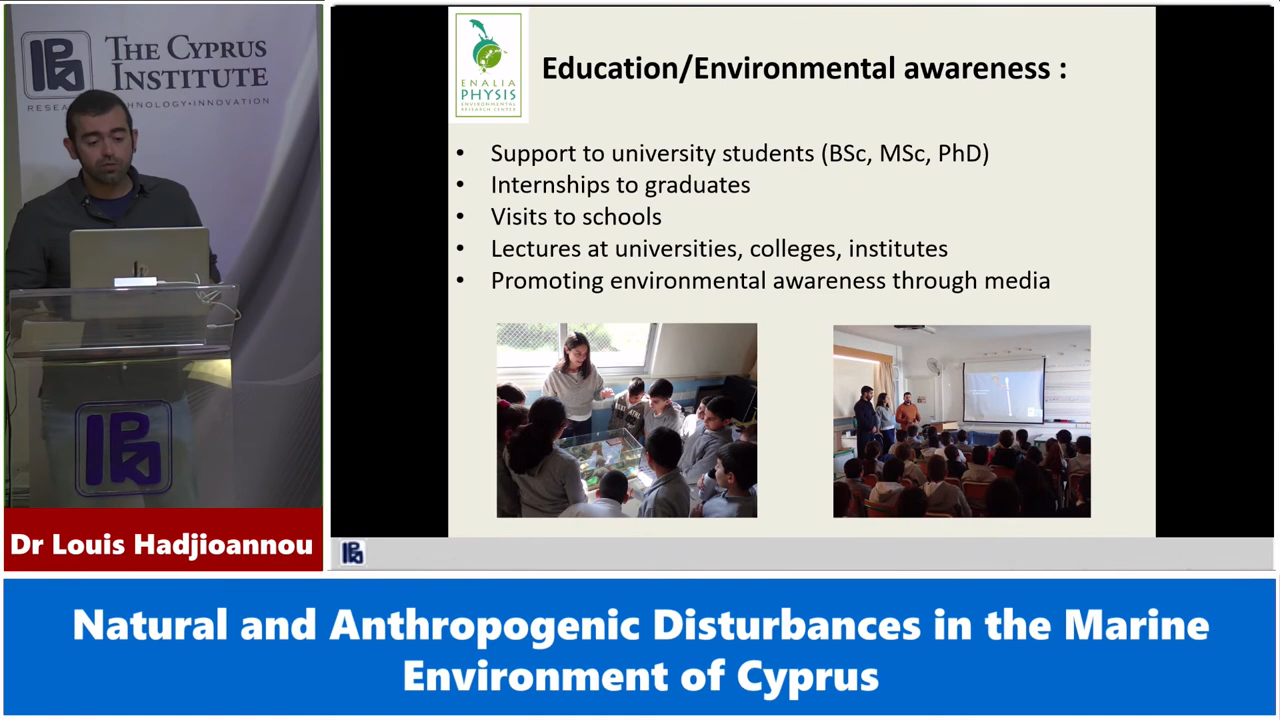 THE CYPRUS
INSTITUTE
RESEARCH•TECHNOLOGY•INNOVATION
Dr Louis Hadjioannou
ENALIA
PHYSIS
ENVIRONMENTAL
RESEARCH CENTER
Education/Environmental awareness :
• Support to university students (BSc, MSc, PhD)
• Internships to graduates
• Visits to schools
• Lectures at universities, colleges, institutes
• Promoting environmental awareness through media
Natural and Anthropogenic Disturbances in the Marine
Environment of Cyprus